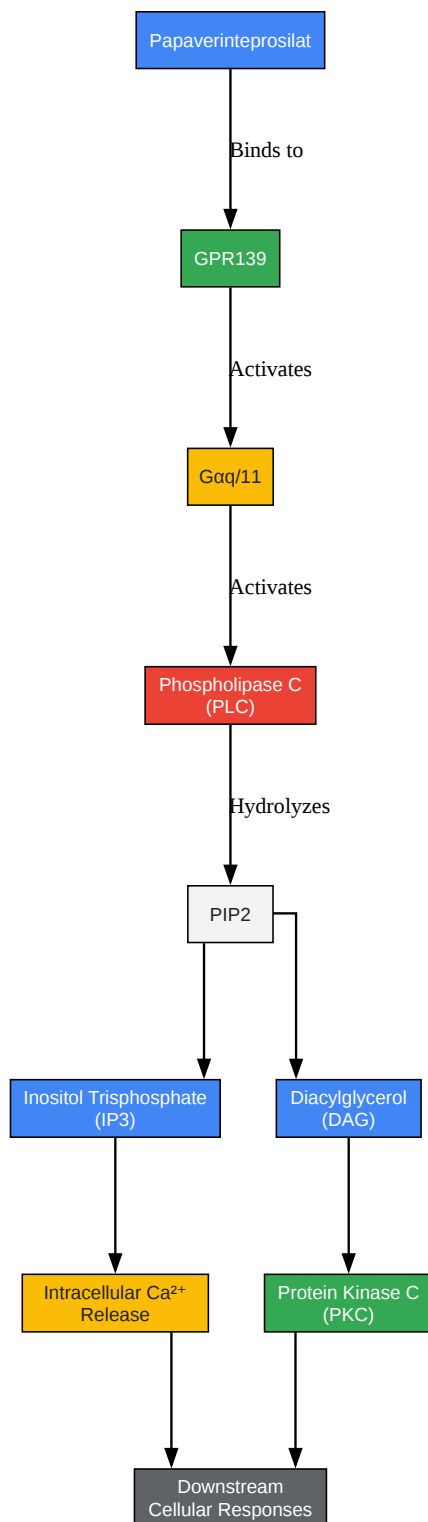 Papaverinteprosilat
Binds to
GPR139
Activates
Gαq/11
Activates
Phospholipase C
(PLC)
Hydrolyzes
PIP2
Inositol Trisphosphate
(IP3)
Diacylglycerol
(DAG)
Intracellular Ca²⁺
Release
Protein Kinase C
(PKC)
Downstream
Cellular Responses